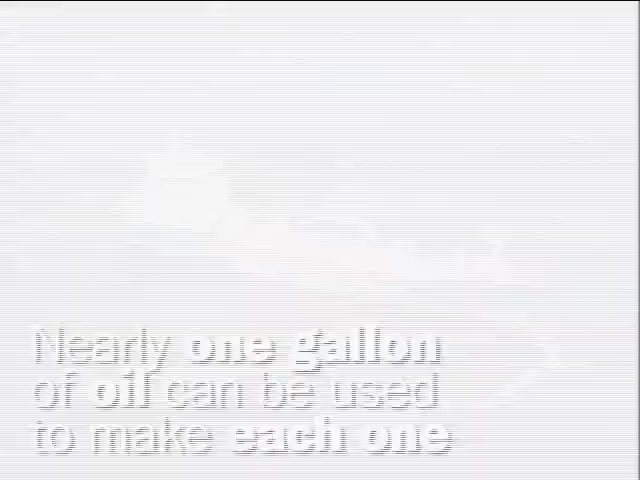 Nearly one gallon
of oil can be used
to make each one